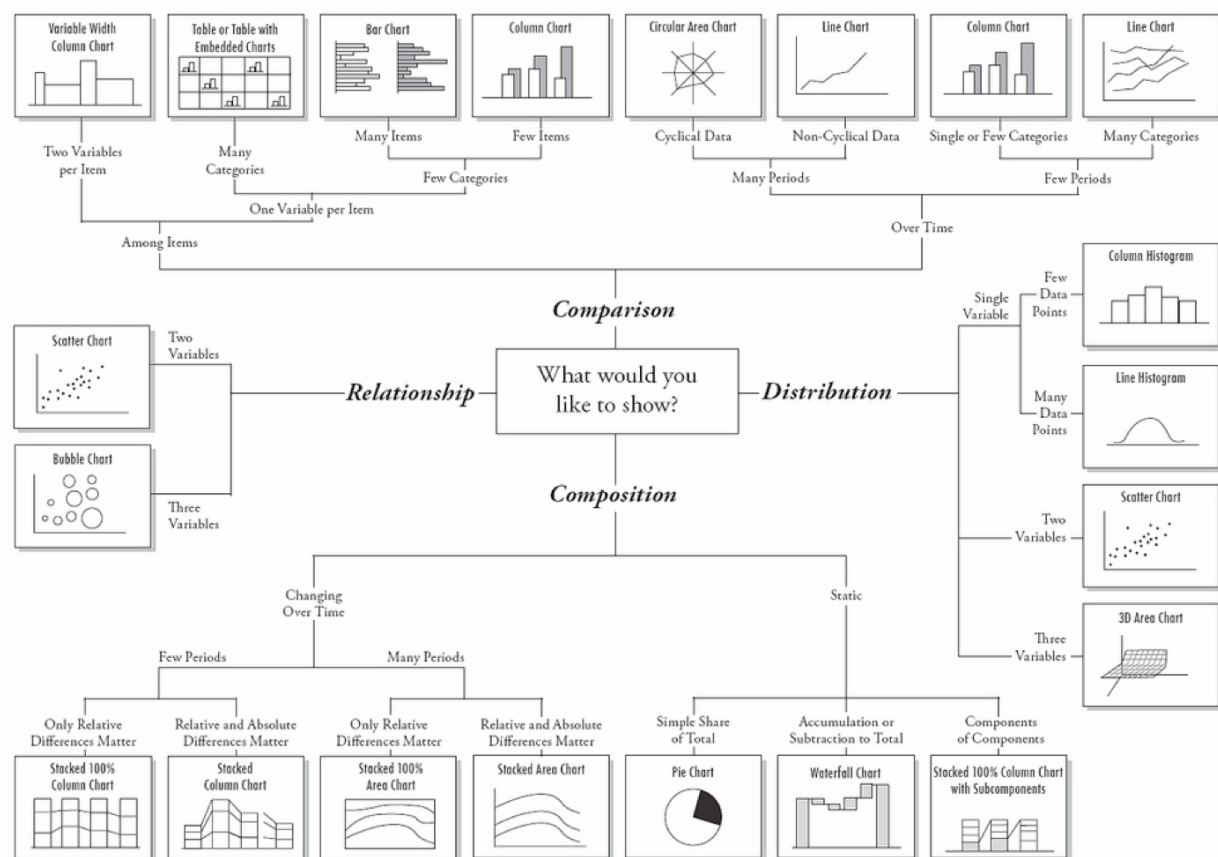 Variable Width
Column Chart
Table or Table with
Embedded Charts
Bar Chart
Column Chart
Circular Area Chart
Line Chart
Column Chart
Line Chart
Two Variables
per Item
Many
Categories
Many Items
Few Items
Cyclical Data
Non-Cyclical Data
Single or Few Categories
Many Categories
Few Categories
Many Periods
Few Periods
One Variable per Item
Among Items
Over Time
Comparison
What would you
like to show?
Relationship
Two
Variables
Scatter Chart
Bubble Chart
Three
Variables
Distribution
Single
Variable
Few
Data
Points
Column Histogram
Many
Data
Points
Line Histogram
Two
Variables
Scatter Chart
Three
Variables
3D Area Chart
Composition
Changing
Over Time
Static
Few Periods
Many Periods
Only Relative
Differences Matter
Relative and Absolute
Differences Matter
Only Relative
Differences Matter
Relative and Absolute
Differences Matter
Simple Share
of Total
Accumulation or
Subtraction to Total
Components
of Components
Stacked 100%
Column Chart
Stacked
Column Chart
Stacked 100%
Area Chart
Stacked Area Chart
Pie Chart
Waterfall Chart
Stacked 100% Column Chart
with Subcomponents